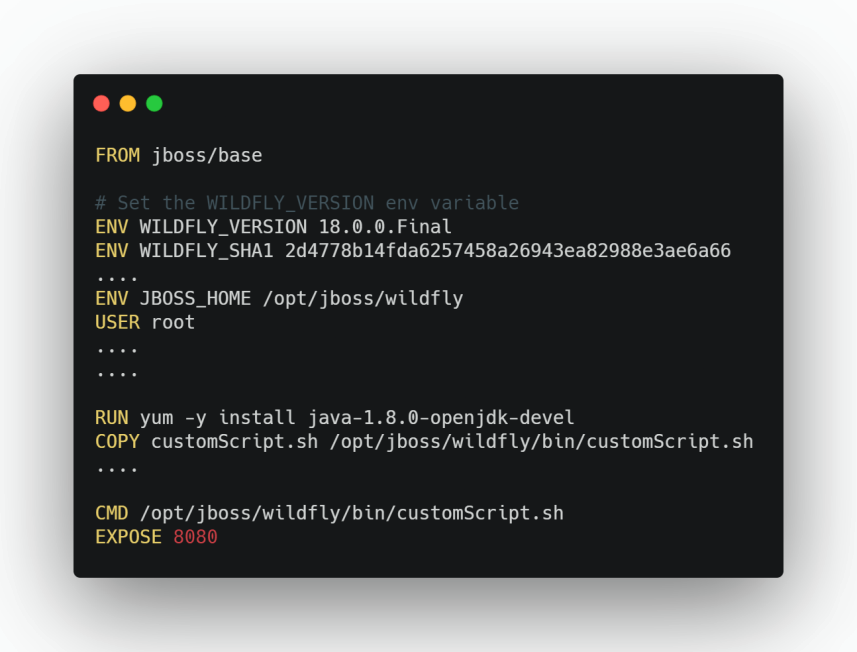 FROM jboss/base
# Set the WILDFLY_VERSION env variable
ENV WILDFLY_VERSION 18.0.0.Final
ENV WILDFLY_SHA1 2d4778b14fda6257458a26943ea82988e3ae6a66
....
ENV JBOSS_HOME /opt/jboss/wildfly
USER root
....
....
RUN yum -y install java-1.8.0-openjdk-devel
COPY customScript.sh /opt/jboss/wildfly/bin/customScript.sh
....
CMD /opt/jboss/wildfly/bin/customScript.sh
EXPOSE 8080